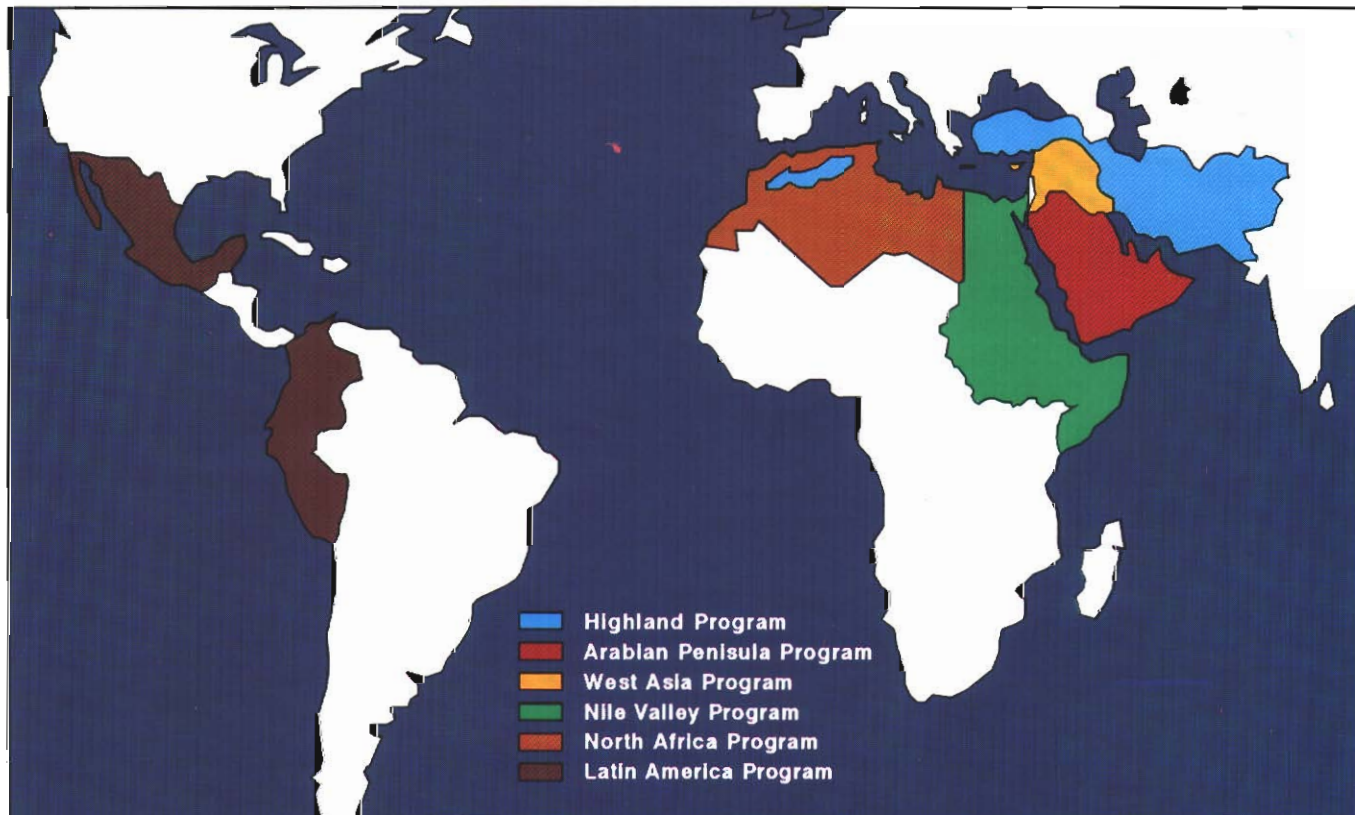 Highland Program
Arabian Penisula Program
West Asia Program
Nile Valley Program
North Africa Program
Latin America Program